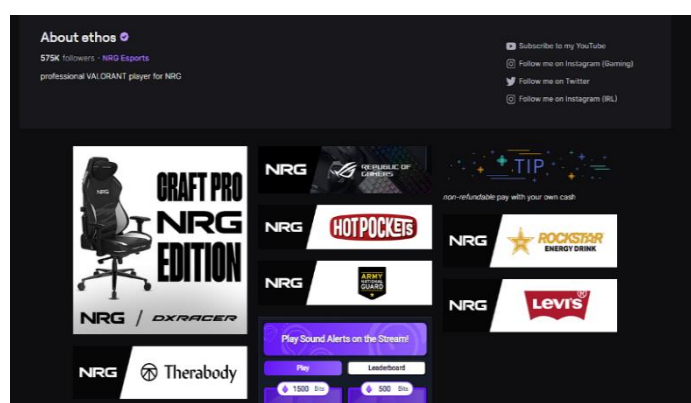 About ethos
575K followers · NRG Esports
professional VALORANT player for NRG
Subscribe to my YouTube
Follow me on Instagram (Gaming)
Follow me on Twitter
Follow me on Instagram (IRL)
NRG
CRAFT PRO
NRG
EDITION
NRG / DXRACER
NRG Therabody
NRG REPUBLIC OF
GAMERS
NRG HOT POCKETS
NRG ARMY
NATIONAL
GUARD
Play Sound Alerts on the Stream!
Play Leaderboard
1500 Bits 500 Bits
TIP
non-refundable pay with your own cash
NRG ROCKSTAR
ENERGY DRINK
NRG LEVI'S